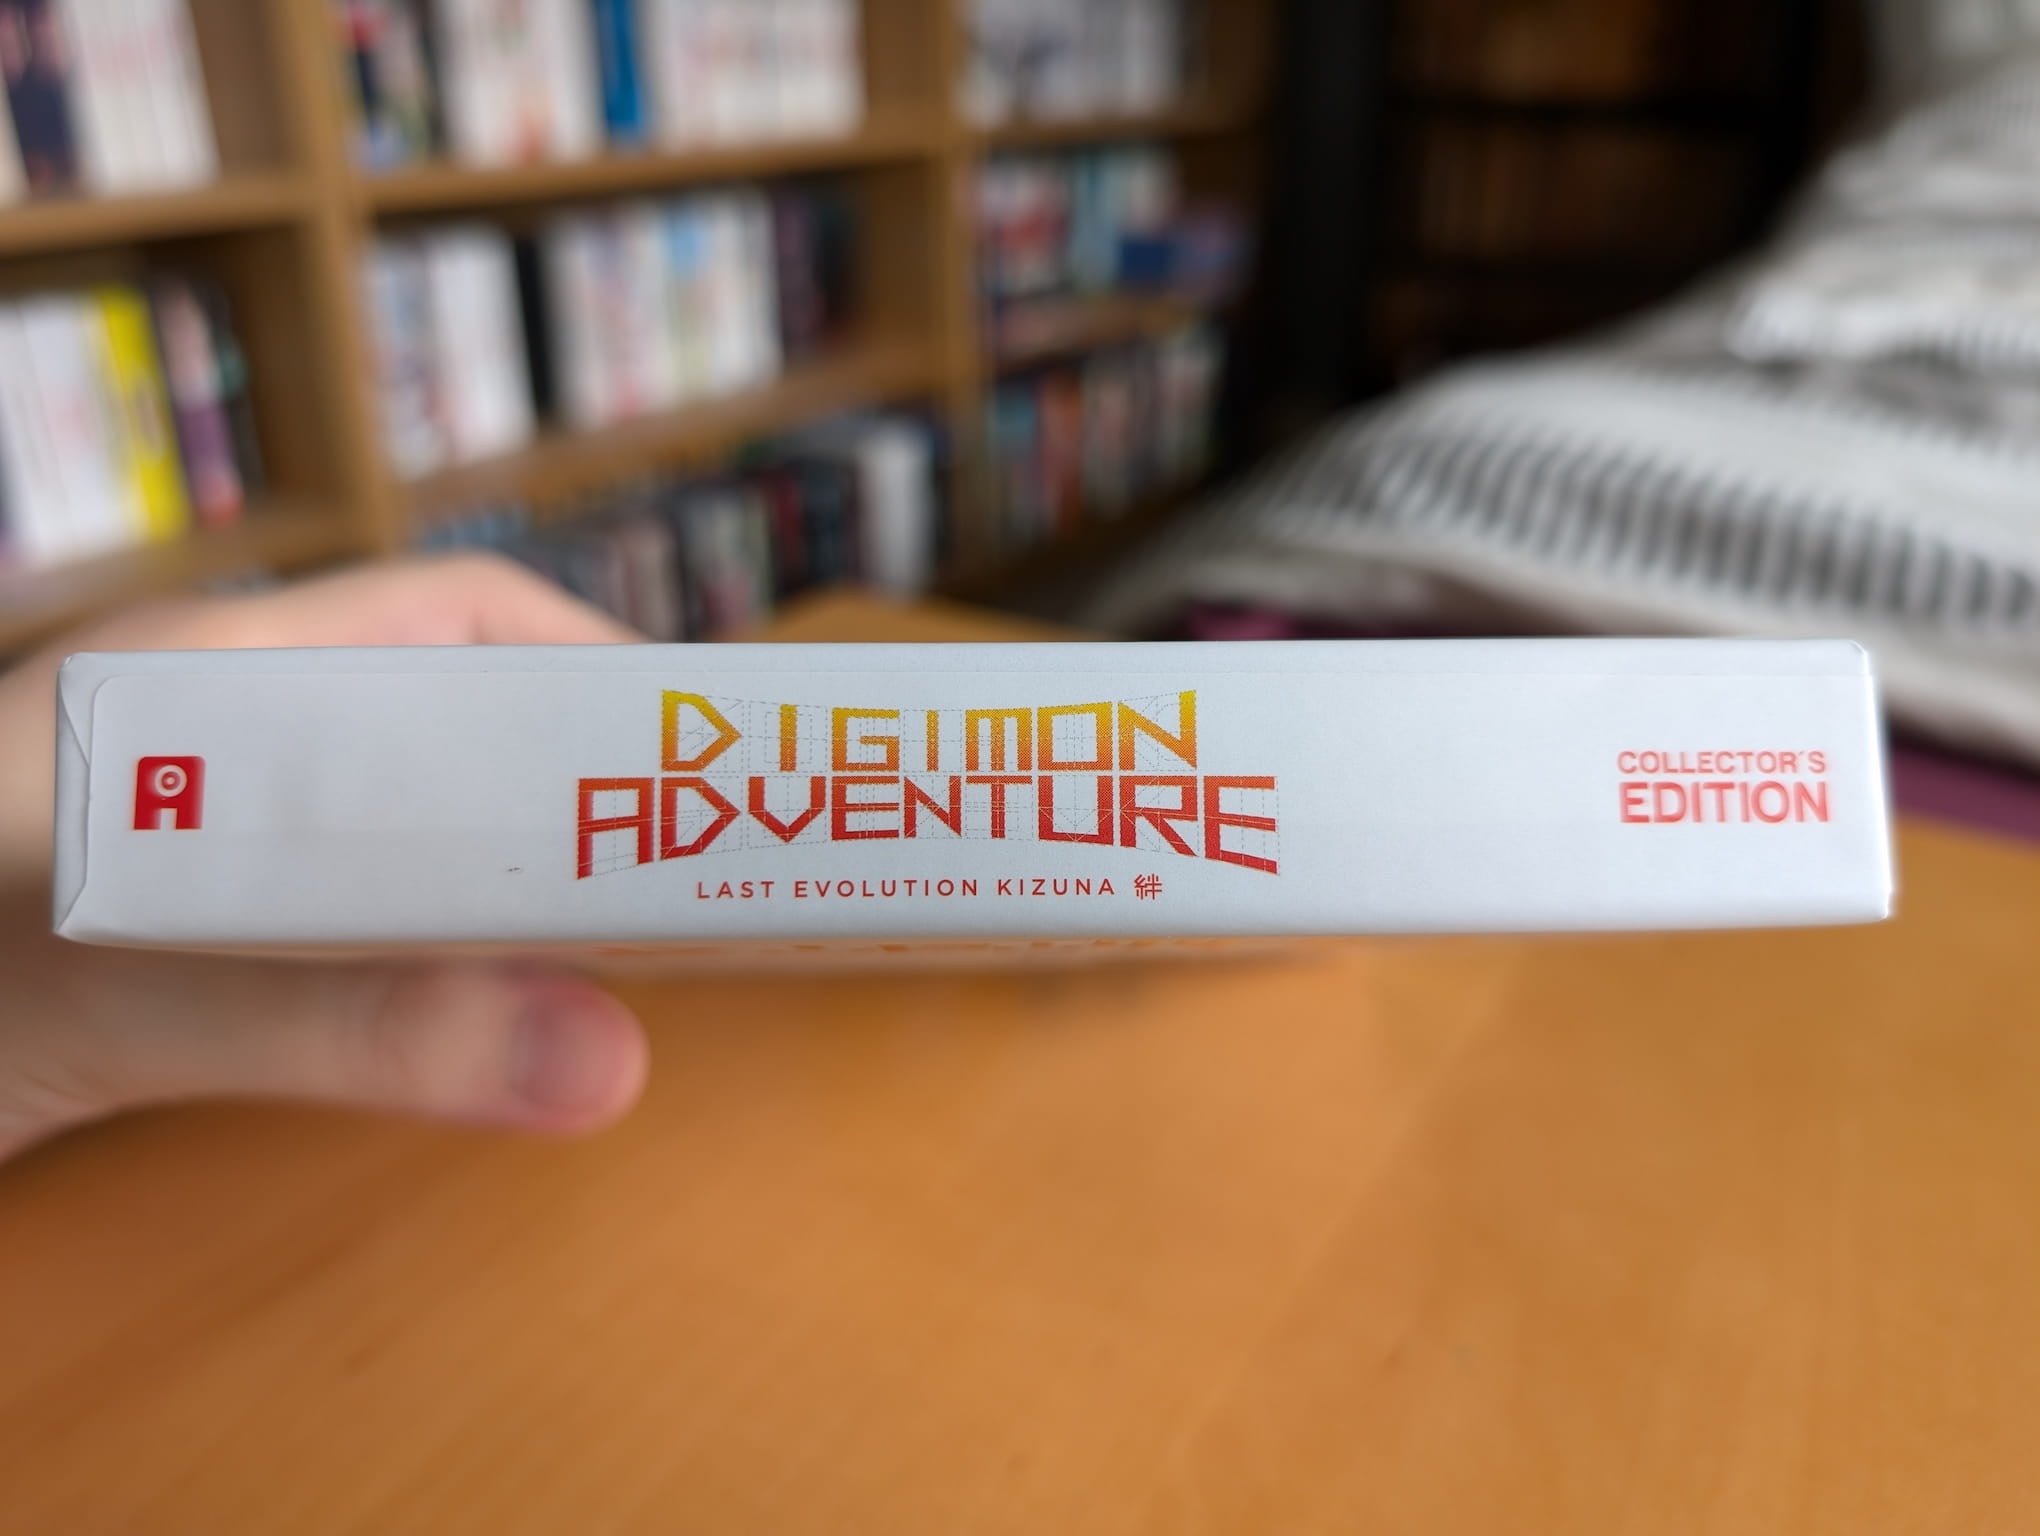 DIGIMON
ADVENTURE
LAST EVOLUTION KIZUNA 絆
COLLECTOR'S
EDITION